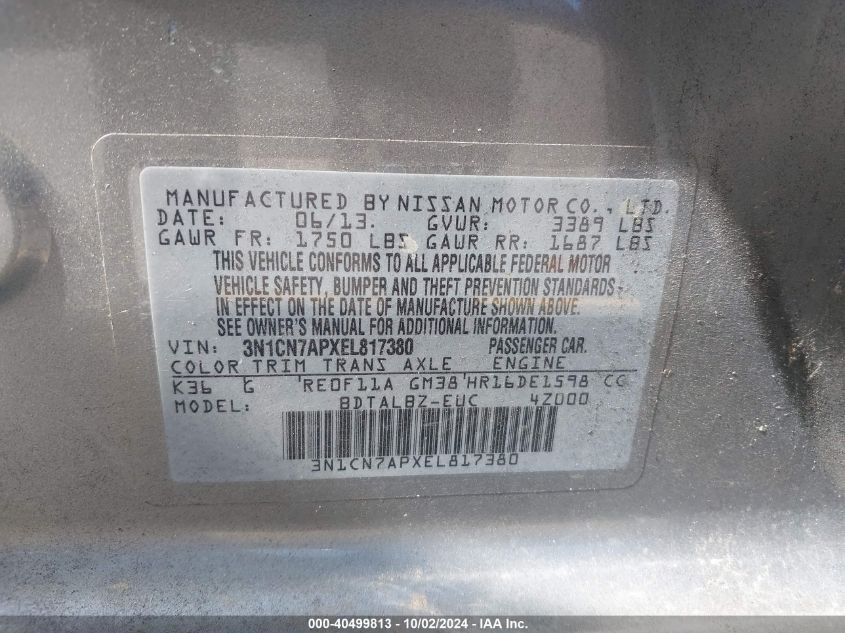 MANUFACTURED BY NISSAN MOTOR CO., LTD.
DATE: 06/13. GVWR: 3389 LBS
GAWR FR: 1750 LBS GAWR RR: 1687 LBS
THIS VEHICLE CONFORMS TO ALL APPLICABLE FEDERAL MOTOR
VEHICLE SAFETY, BUMPER AND THEFT PREVENTION STANDARDS
IN EFFECT ON THE DATE OF MANUFACTURE SHOWN ABOVE.
SEE OWNER'S MANUAL FOR ADDITIONAL INFORMATION.
VIN: 3N1CN7APXEL817380 PASSENGER CAR.
COLOR TRIM TRANS AXLE ENGINE
K36 G RE0F11A GM38 HR16DE1598 CC
MODEL: BDTALBZ-EUC 4Z000
3N1CN7APXEL817380
000-40499813 - 10/02/2024 - IAA Inc.